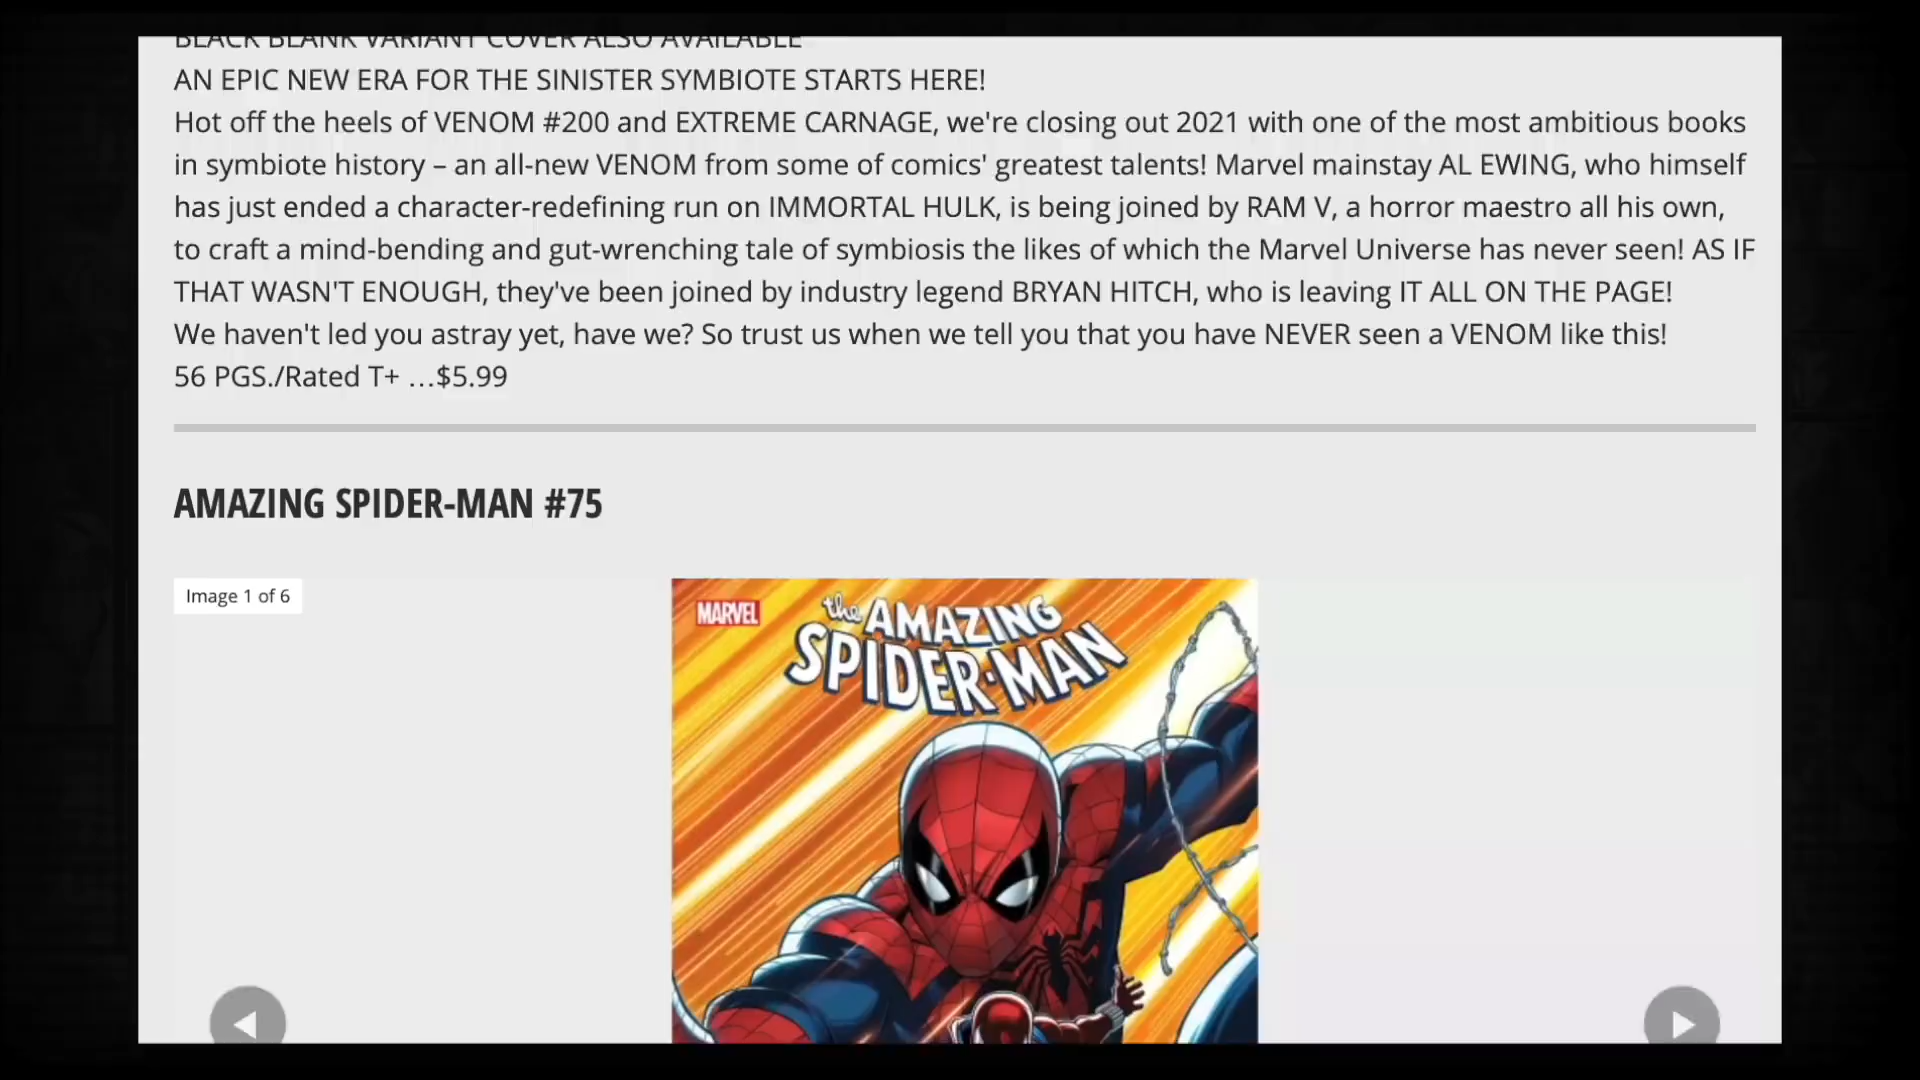 BLACK BLANK VARIANT COVER ALSO AVAILABLE
AN EPIC NEW ERA FOR THE SINISTER SYMBIOTE STARTS HERE!
Hot off the heels of VENOM #200 and EXTREME CARNAGE, we're closing out 2021 with one of the most ambitious books
in symbiote history – an all-new VENOM from some of comics' greatest talents! Marvel mainstay AL EWING, who himself
has just ended a character-redefining run on IMMORTAL HULK, is being joined by RAM V, a horror maestro all his own,
to craft a mind-bending and gut-wrenching tale of symbiosis the likes of which the Marvel Universe has never seen! AS IF
THAT WASN'T ENOUGH, they've been joined by industry legend BRYAN HITCH, who is leaving IT ALL ON THE PAGE!
We haven't led you astray yet, have we? So trust us when we tell you that you have NEVER seen a VENOM like this!
56 PGS./Rated T+ …$5.99
AMAZING SPIDER-MAN #75
Image 1 of 6
MARVEL
the AMAZING
SPIDER-MAN